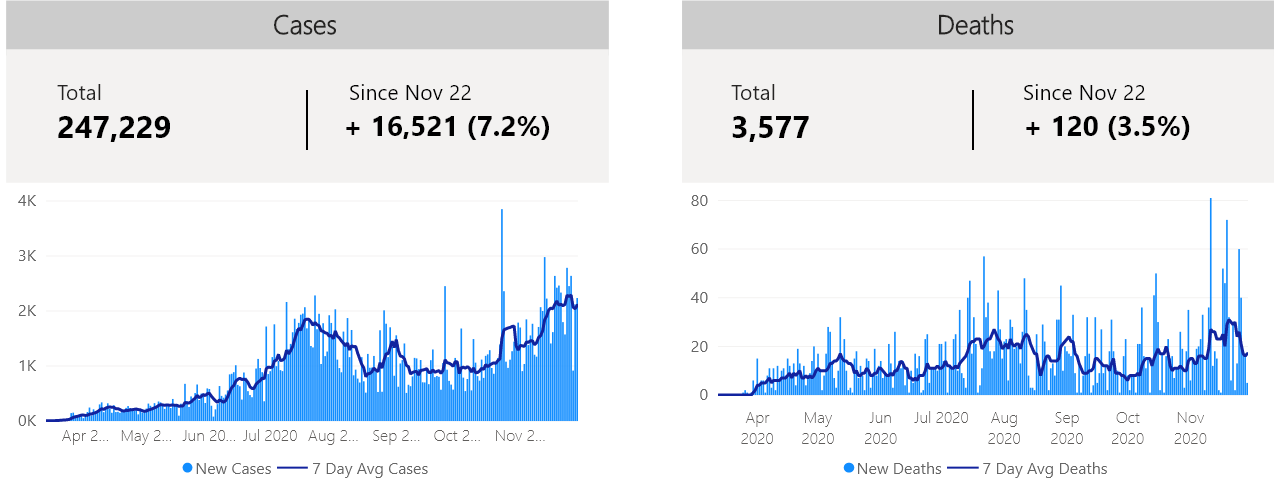 Cases
Total
247,229
Since Nov 22
+ 16,521 (7.2%)
4K
3K
2K
1K
0K
Apr 2... May 2... Jun 20... Jul 2020 Aug 2... Sep 2... Oct 2... Nov 2...
New Cases 7 Day Avg Cases
Deaths
Total
3,577
Since Nov 22
+ 120 (3.5%)
80
60
40
20
0
Apr May Jun Jul 2020 Aug Sep Oct Nov
2020 2020 2020 2020 2020 2020 2020
New Deaths 7 Day Avg Deaths